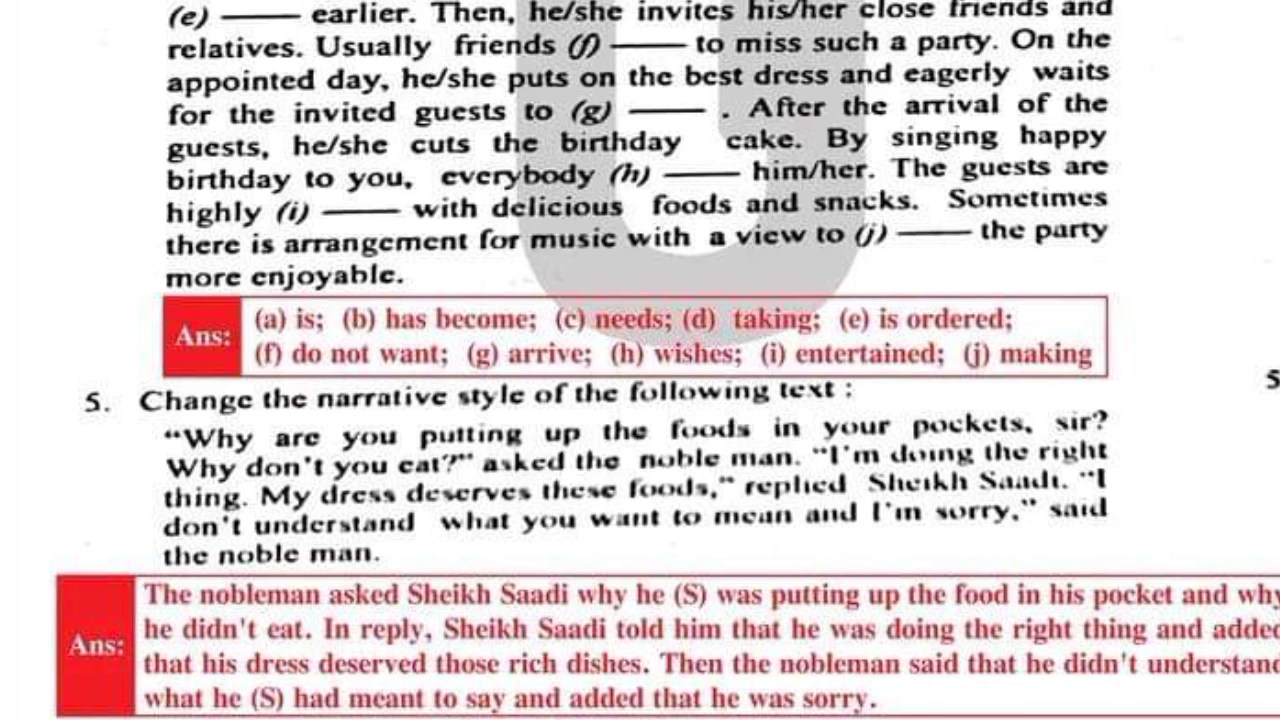 (e) —— earlier. Then, he/she invites his/her close friends and
relatives. Usually friends (f) —— to miss such a party. On the
appointed day, he/she puts on the best dress and eagerly waits
for the invited guests to (g) —— . After the arrival of the
guests, he/she cuts the birthday cake. By singing happy
birthday to you, everybody (h) —— him/her. The guests are
highly (i) —— with delicious foods and snacks. Sometimes
there is arrangement for music with a view to (j) —— the party
more enjoyable.
Ans: (a) is; (b) has become; (c) needs; (d) taking; (e) is ordered;
(f) do not want; (g) arrive; (h) wishes; (i) entertained; (j) making
5. Change the narrative style of the following text :
5
"Why are you putting up the foods in your pockets, sir?
Why don't you eat?" asked the noble man. "I'm doing the right
thing. My dress deserves these foods," replied Sheikh Saadi. "I
don't understand what you want to mean and I'm sorry," said
the noble man.
Ans: The nobleman asked Sheikh Saadi why he (S) was putting up the food in his pocket and why
he didn't eat. In reply, Sheikh Saadi told him that he was doing the right thing and added
that his dress deserved those rich dishes. Then the nobleman said that he didn't understand
what he (S) had meant to say and added that he was sorry.